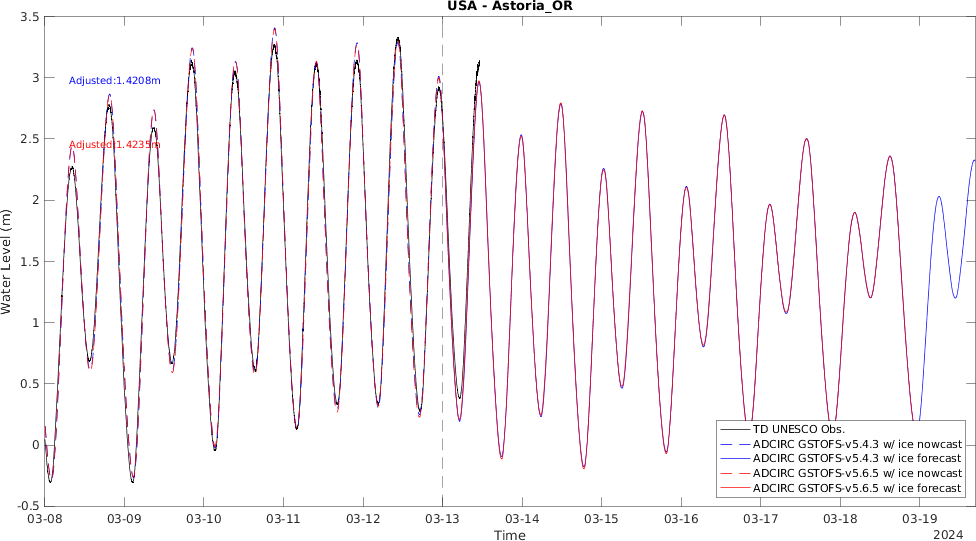 USA - Astoria_OR
Water Level (m)
3.5
3
2.5
2
1.5
1
0.5
0
-0.5
Adjusted:1.4208m
Adjusted:1.4235m
TD UNESCO Obs.
ADCIRC GSTOFS-v5.4.3 w/ ice nowcast
ADCIRC GSTOFS-v5.4.3 w/ ice forecast
ADCIRC GSTOFS-v5.6.5 w/ ice nowcast
ADCIRC GSTOFS-v5.6.5 w/ ice forecast
03-08 03-09 03-10 03-11 03-12 03-13 03-14 03-15 03-16 03-17 03-18 03-19
Time
2024